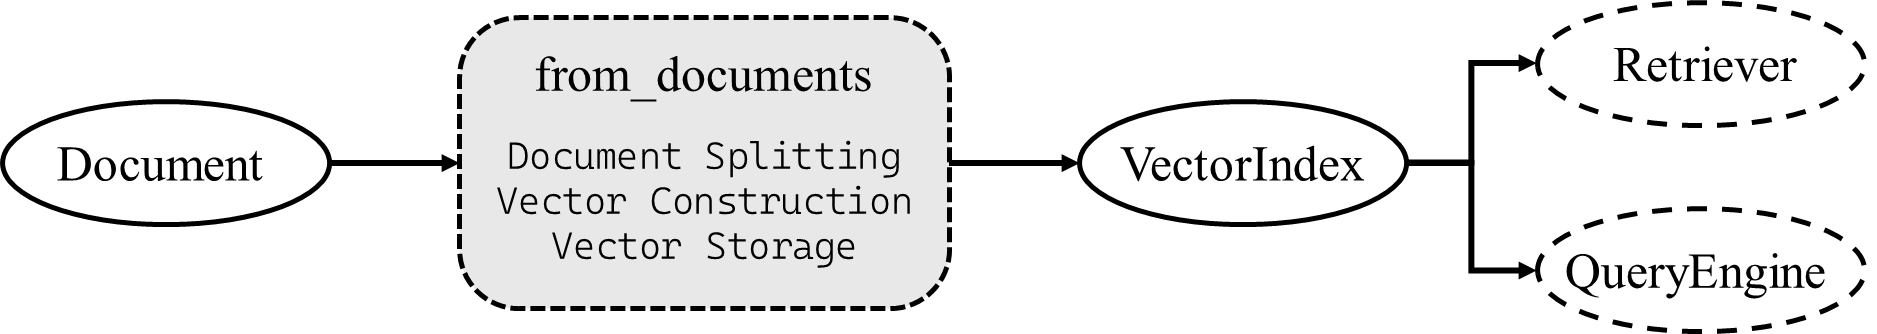 Document
from_documents
Document Splitting
Vector Construction
Vector Storage
VectorIndex
Retriever
QueryEngine